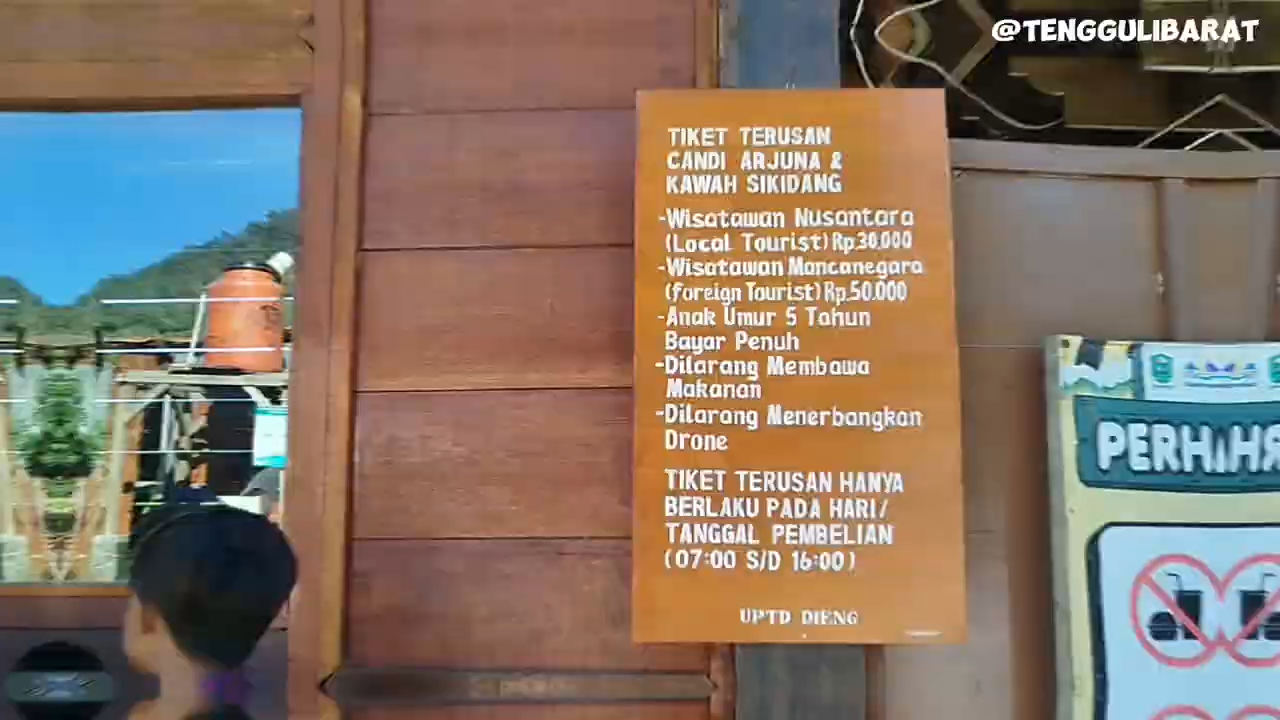 @TENGGULIBARAT
TIKET TERUSAN
CANDI ARJUNA &
KAWAH SIKIDANG
-Wisatawan Nusantara
(Local Tourist) Rp.30.000
-Wisatawan Mancanegara
(foreign Tourist) Rp.50.000
-Anak Umur 5 Tahun
Bayar Penuh
-Dilarang Membawa
Makanan
-Dilarang Menerbangkan
Drone
TIKET TERUSAN HANYA
BERLAKU PADA HARI/
TANGGAL PEMBELIAN
(07:00 S/D 16:00)
UPTD DIENG